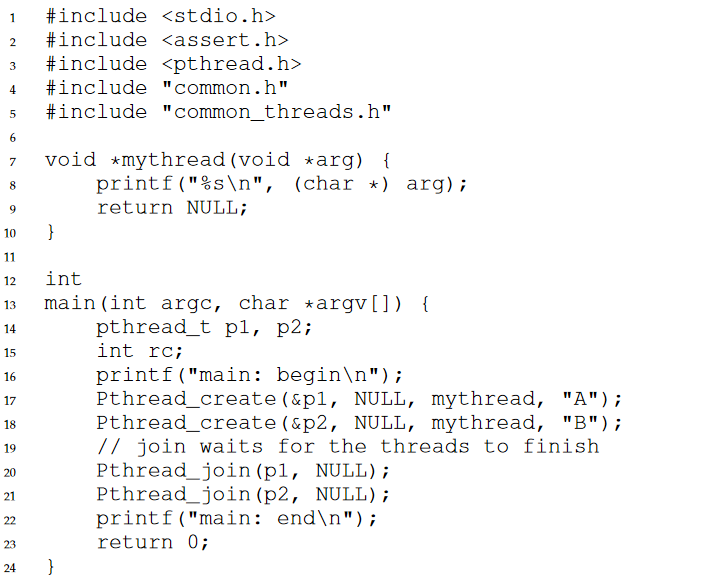 1 #include <stdio.h>
2 #include <assert.h>
3 #include <pthread.h>
4 #include "common.h"
5 #include "common_threads.h"
6
7 void *mythread(void *arg) {
8     printf("%s\n", (char *) arg);
9     return NULL;
10 }
11
12 int
13 main(int argc, char *argv[]) {
14     pthread_t p1, p2;
15     int rc;
16     printf("main: begin\n");
17     Pthread_create(&p1, NULL, mythread, "A");
18     Pthread_create(&p2, NULL, mythread, "B");
19     // join waits for the threads to finish
20     Pthread_join(p1, NULL);
21     Pthread_join(p2, NULL);
22     printf("main: end\n");
23     return 0;
24 }